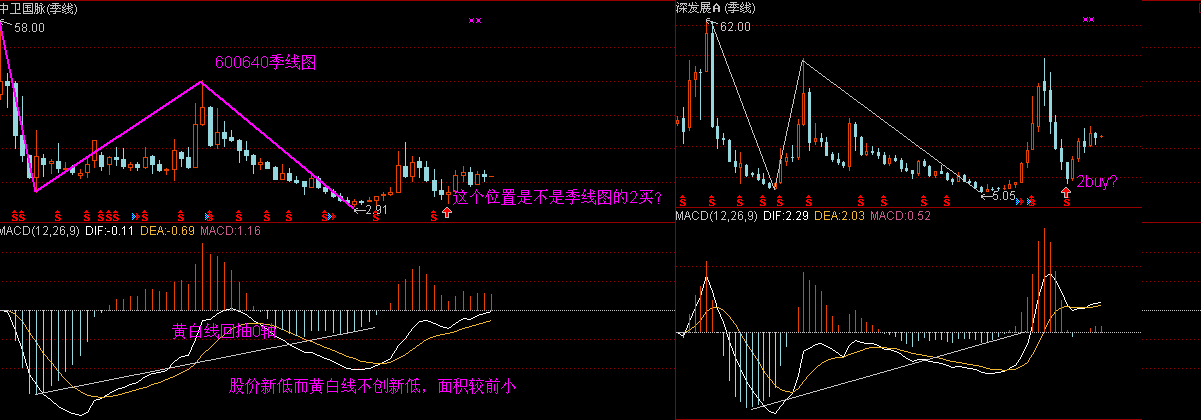 中卫国脉(季线)
58.00
××
600640季线图
2.91
这个位置是不是季线图的2买?
S S S S S S S S S S S S S
MACD(12,26,9) DIF:-0.11 DEA:-0.69 MACD:1.16
黄白线回抽0轴
股价新低而黄白线不创新低，面积较前小
深发展A (季线)
62.00
××
2buy?
5.05
S S S S S S S S S S
MACD(12,26,9) DIF:2.29 DEA:2.03 MACD:0.52